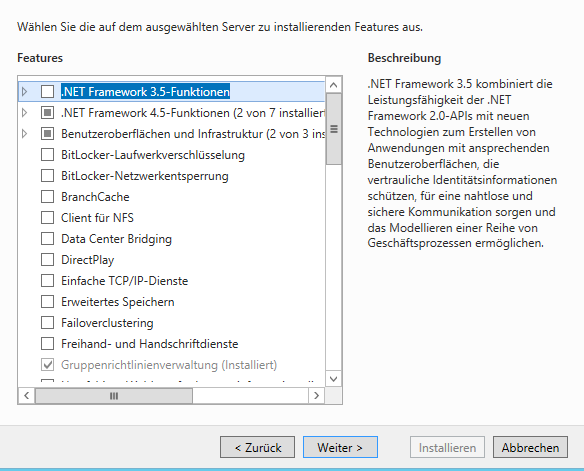 Wählen Sie die auf dem ausgewählten Server zu installierenden Features aus.
Features
.NET Framework 3.5-Funktionen
.NET Framework 4.5-Funktionen (2 von 7 installiert
Benutzeroberflächen und Infrastruktur (2 von 3 ins
BitLocker-Laufwerkverschlüsselung
BitLocker-Netzwerkentsperrung
BranchCache
Client für NFS
Data Center Bridging
DirectPlay
Einfache TCP/IP-Dienste
Erweitertes Speichern
Failoverclustering
Freihand- und Handschriftdienste
Gruppenrichtlinienverwaltung (Installiert)
Beschreibung
.NET Framework 3.5 kombiniert die
Leistungsfähigkeit der .NET
Framework 2.0-APIs mit neuen
Technologien zum Erstellen von
Anwendungen mit ansprechenden
Benutzeroberflächen, die
vertrauliche Identitätsinformationen
schützen, für eine nahtlose und
sichere Kommunikation sorgen und
das Modellieren einer Reihe von
Geschäftsprozessen ermöglichen.
< Zurück
Weiter >
Installieren
Abbrechen